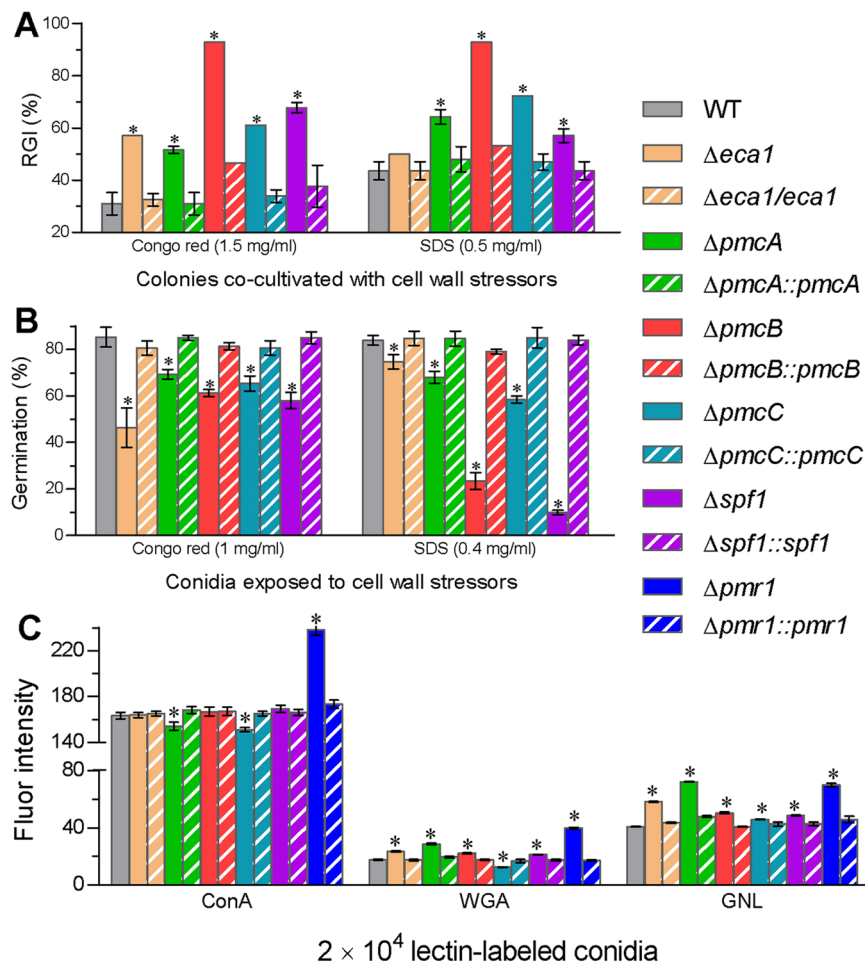 A
RGI (%)
100
80
60
40
20
* * * * *
* * * *
Congo red (1.5 mg/ml) SDS (0.5 mg/ml)
Colonies co-cultivated with cell wall stressors
B
Germination (%)
80
60
40
20
0
* * * * *
* * * * *
Congo red (1 mg/ml) SDS (0.4 mg/ml)
Conidia exposed to cell wall stressors
C
Fluor intensity
220
180
140
80
40
0
* * *
* * * * * *
* * * * * *
ConA WGA GNL
2 × 10⁴ lectin-labeled conidia
WT
Δeca1
Δeca1/eca1
ΔpmcA
ΔpmcA::pmcA
ΔpmcB
ΔpmcB::pmcB
ΔpmcC
ΔpmcC::pmcC
Δspf1
Δspf1::spf1
Δpmr1
Δpmr1::pmr1